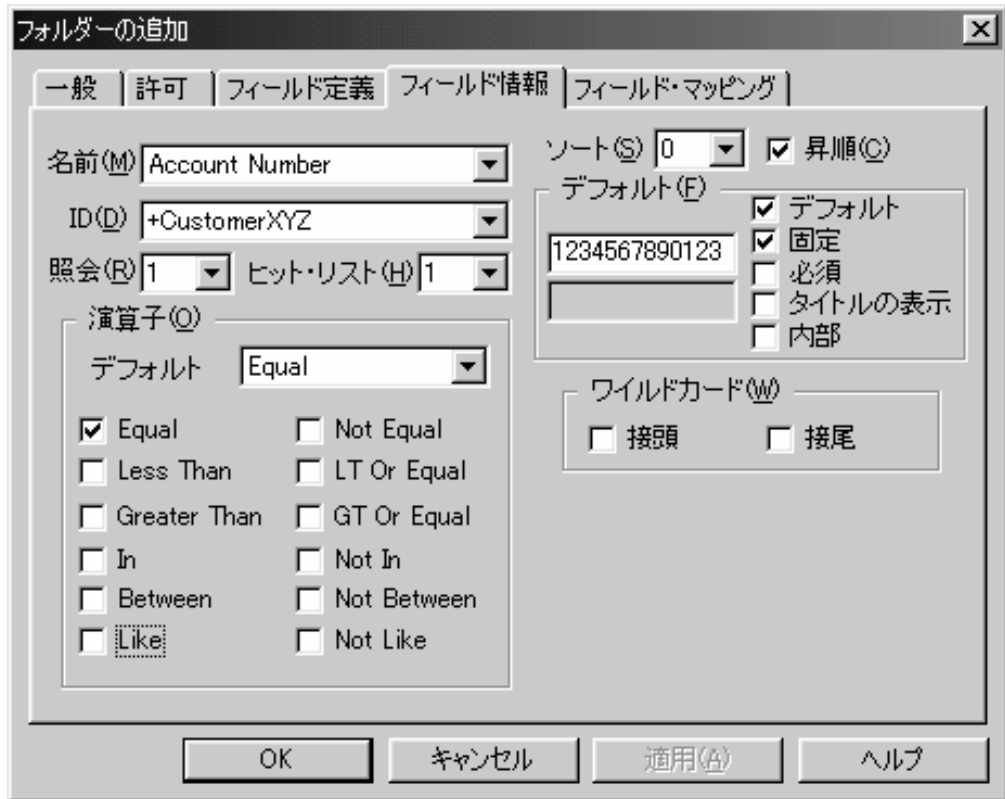 フォルダーの追加
一般 許可 フィールド定義 フィールド情報 フィールド・マッピング
名前(M) Account Number
ID(D) +CustomerXYZ
照会(R) 1 ヒット・リスト(H) 1
演算子(O)
デフォルト Equal
Equal Not Equal
Less Than LT Or Equal
Greater Than GT Or Equal
In Not In
Between Not Between
Like Not Like
ソート(S) 0 昇順(C)
デフォルト(F)
1234567890123
デフォルト
固定
必須
タイトルの表示
内部
ワイルドカード(W)
接頭 接尾
OK キャンセル 適用(A) ヘルプ